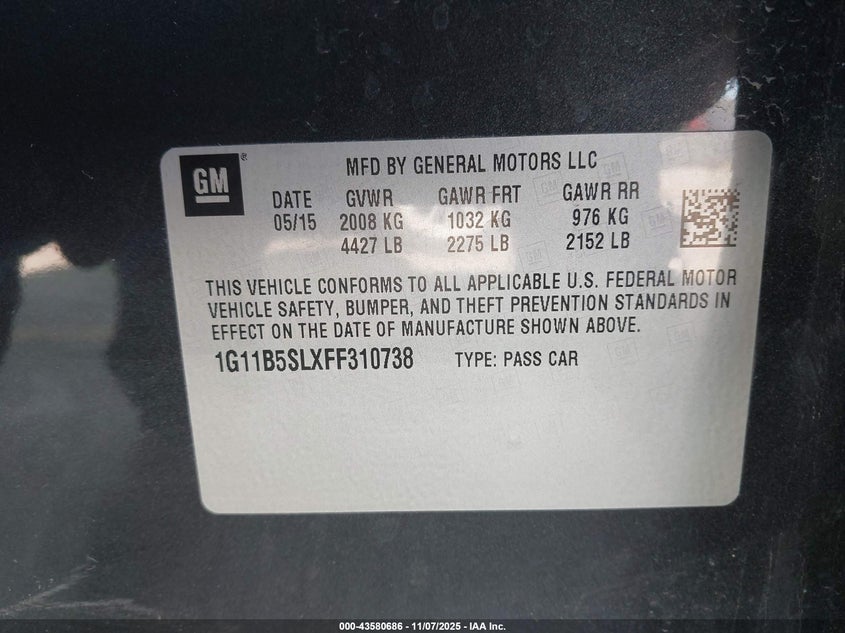 GM
®
MFD BY GENERAL MOTORS LLC
DATE GVWR GAWR FRT GAWR RR
05/15 2008 KG 1032 KG 976 KG
4427 LB 2275 LB 2152 LB
THIS VEHICLE CONFORMS TO ALL APPLICABLE U.S. FEDERAL MOTOR
VEHICLE SAFETY, BUMPER, AND THEFT PREVENTION STANDARDS IN
EFFECT ON THE DATE OF MANUFACTURE SHOWN ABOVE.
1G11B5SLXFF310738 TYPE: PASS CAR
000-43580686 - 11/07/2025 - IAA Inc.